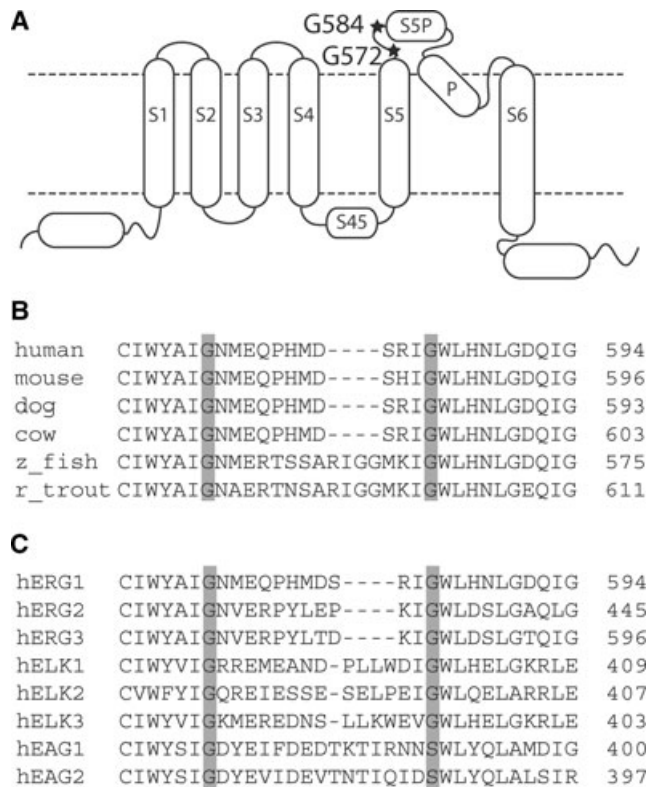 A
G584
S5P
G572
P
S1
S2
S3
S4
S5
S6
S45
B
human CIWYAIGNMEQPHMD----SRIGWLHNLGDQIG 594
mouse CIWYAIGNMEQPHMD----SHIGWLHNLGDQIG 596
dog CIWYAIGNMEQPHMD----SRIGWLHNLGDQIG 593
cow CIWYAIGNMEQPHMD----SRIGWLHNLGDQIG 603
z_fish CIWYAIGNMERTSSARIGGMKIGWLHNLGDQIG 575
r_trout CIWYAIGNAERTNSARIGGMKIGWLHNLGEQIG 611
C
hERG1 CIWYAIGNMEQPHMDS----RIGWLHNLGDQIG 594
hERG2 CIWYAIGNVERPYLEP----KIGWLDSLGAQLG 445
hERG3 CIWYAIGNVERPYLTD----KIGWLDSLGTQIG 596
hELK1 CIWYVIGRREMEAND-PLLWDIGWLHELGKRLE 409
hELK2 CVWFYIGQREIESSE-SELPEIGWLQELARRLE 407
hELK3 CIWYVIGKMEREDNS-LLKWEVGWLHELGKRLE 403
hEAG1 CIWYSIGDYEIFDEDTKTIRNNSWLYQLAMDIG 400
hEAG2 CIWYSIGDYEVIDEVTNTIQIDSWLYQLALSIR 397